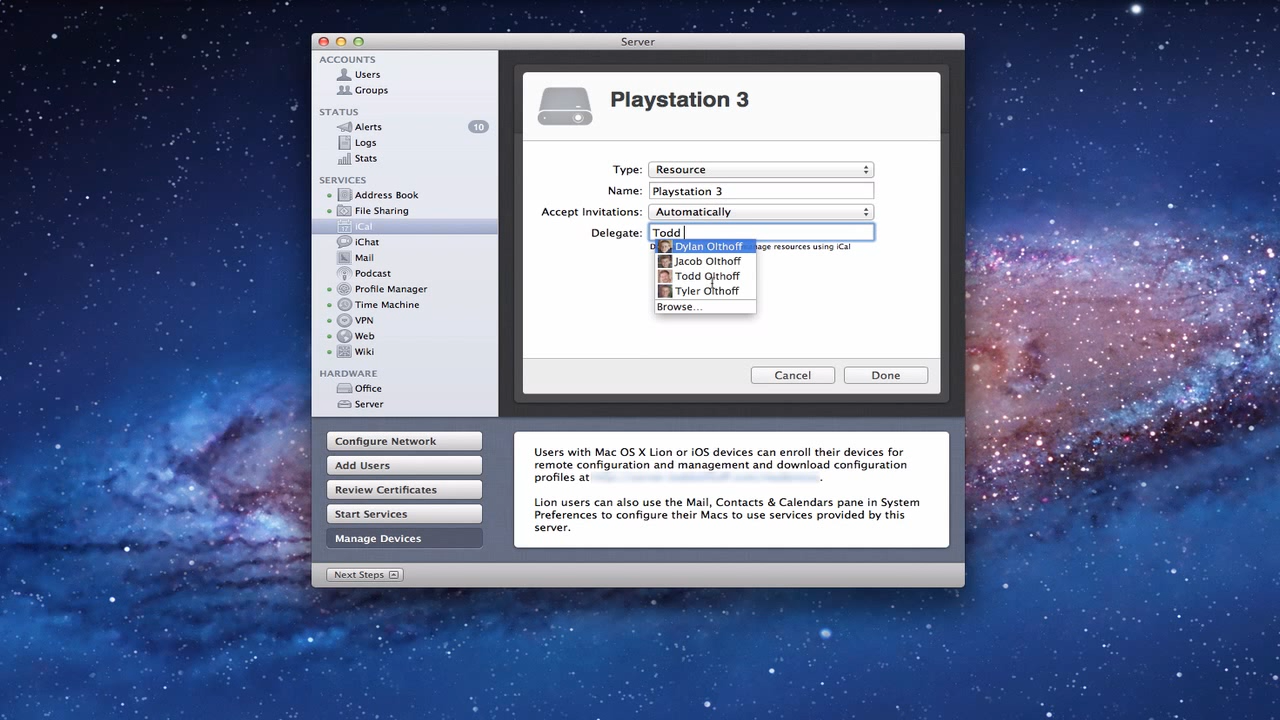 Server
ACCOUNTS
Users
Groups
STATUS
Alerts 10
Logs
Stats
SERVICES
Address Book
File Sharing
iCal
iChat
Mail
Podcast
Profile Manager
Time Machine
VPN
Web
Wiki
HARDWARE
Office
Server
Playstation 3
Type: Resource
Name: Playstation 3
Accept Invitations: Automatically
Delegate: Todd
manage resources using iCal
Dylan Olthoff
Jacob Olthoff
Todd Olthoff
Tyler Olthoff
Browse...
Cancel
Done
Configure Network
Add Users
Review Certificates
Start Services
Manage Devices
Users with Mac OS X Lion or iOS devices can enroll their devices for
remote configuration and management and download configuration
profiles at .
Lion users can also use the Mail, Contacts & Calendars pane in System
Preferences to configure their Macs to use services provided by this
server.
Next Steps